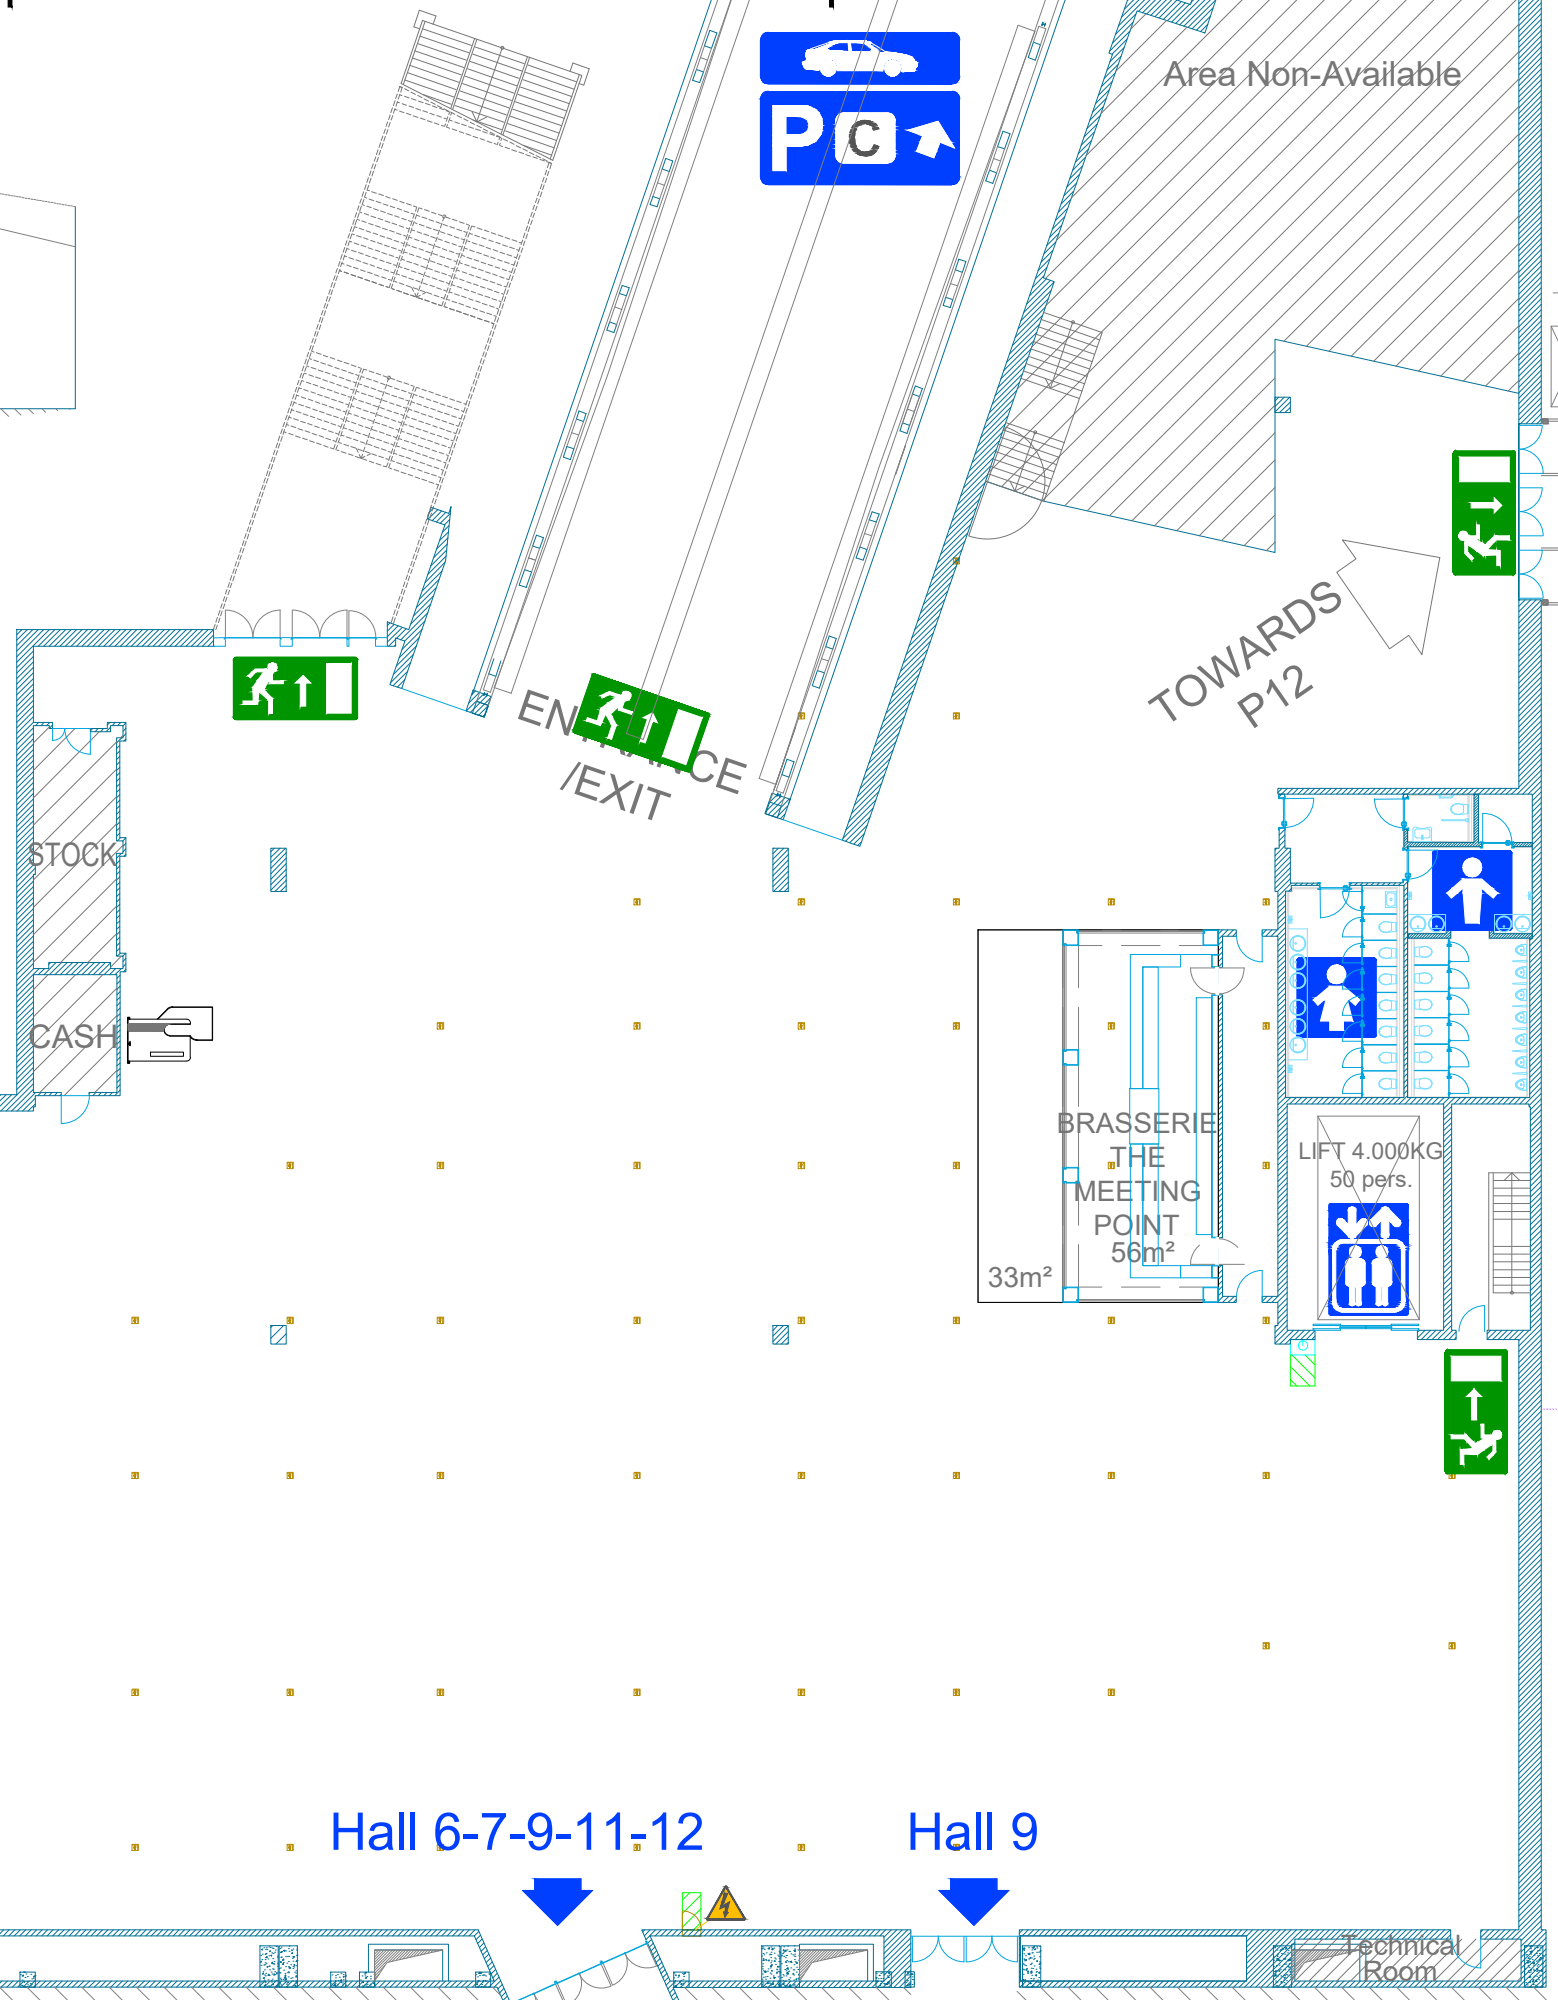 Area Non-Available
P C
TOWARDS
P12
ENTRANCE
/EXIT
STOCK
CASH
BRASSERIE
THE
MEETING
POINT
56m²
33m²
LIFT 4.000KG
50 pers.
Hall 6-7-9-11-12
Hall 9
Technical
Room